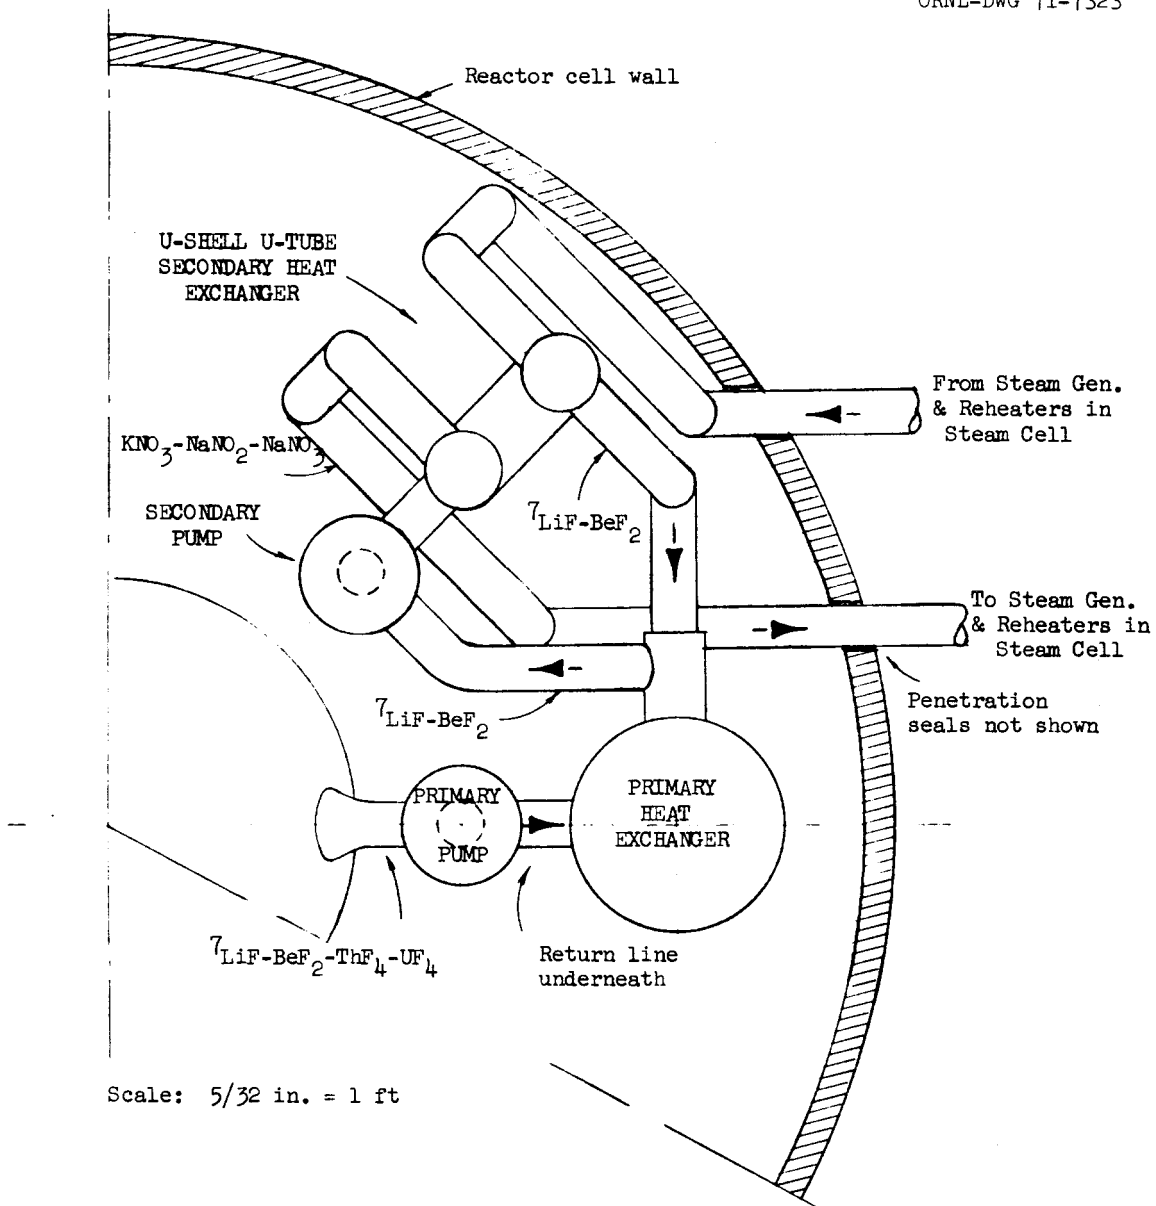 ORNL-DWG 71-7323
Reactor cell wall
U-SHELL U-TUBE
SECONDARY HEAT
EXCHANGER
From Steam Gen.
& Reheaters in
Steam Cell
KNO₃-NaNO₂-NaNO₃
SECONDARY
PUMP
⁷LiF-BeF₂
To Steam Gen.
& Reheaters in
Steam Cell
⁷LiF-BeF₂
Penetration
seals not shown
PRIMARY
PUMP
PRIMARY
HEAT
EXCHANGER
⁷LiF-BeF₂-ThF₄-UF₄
Return line
underneath
Scale: 5/32 in. = 1 ft